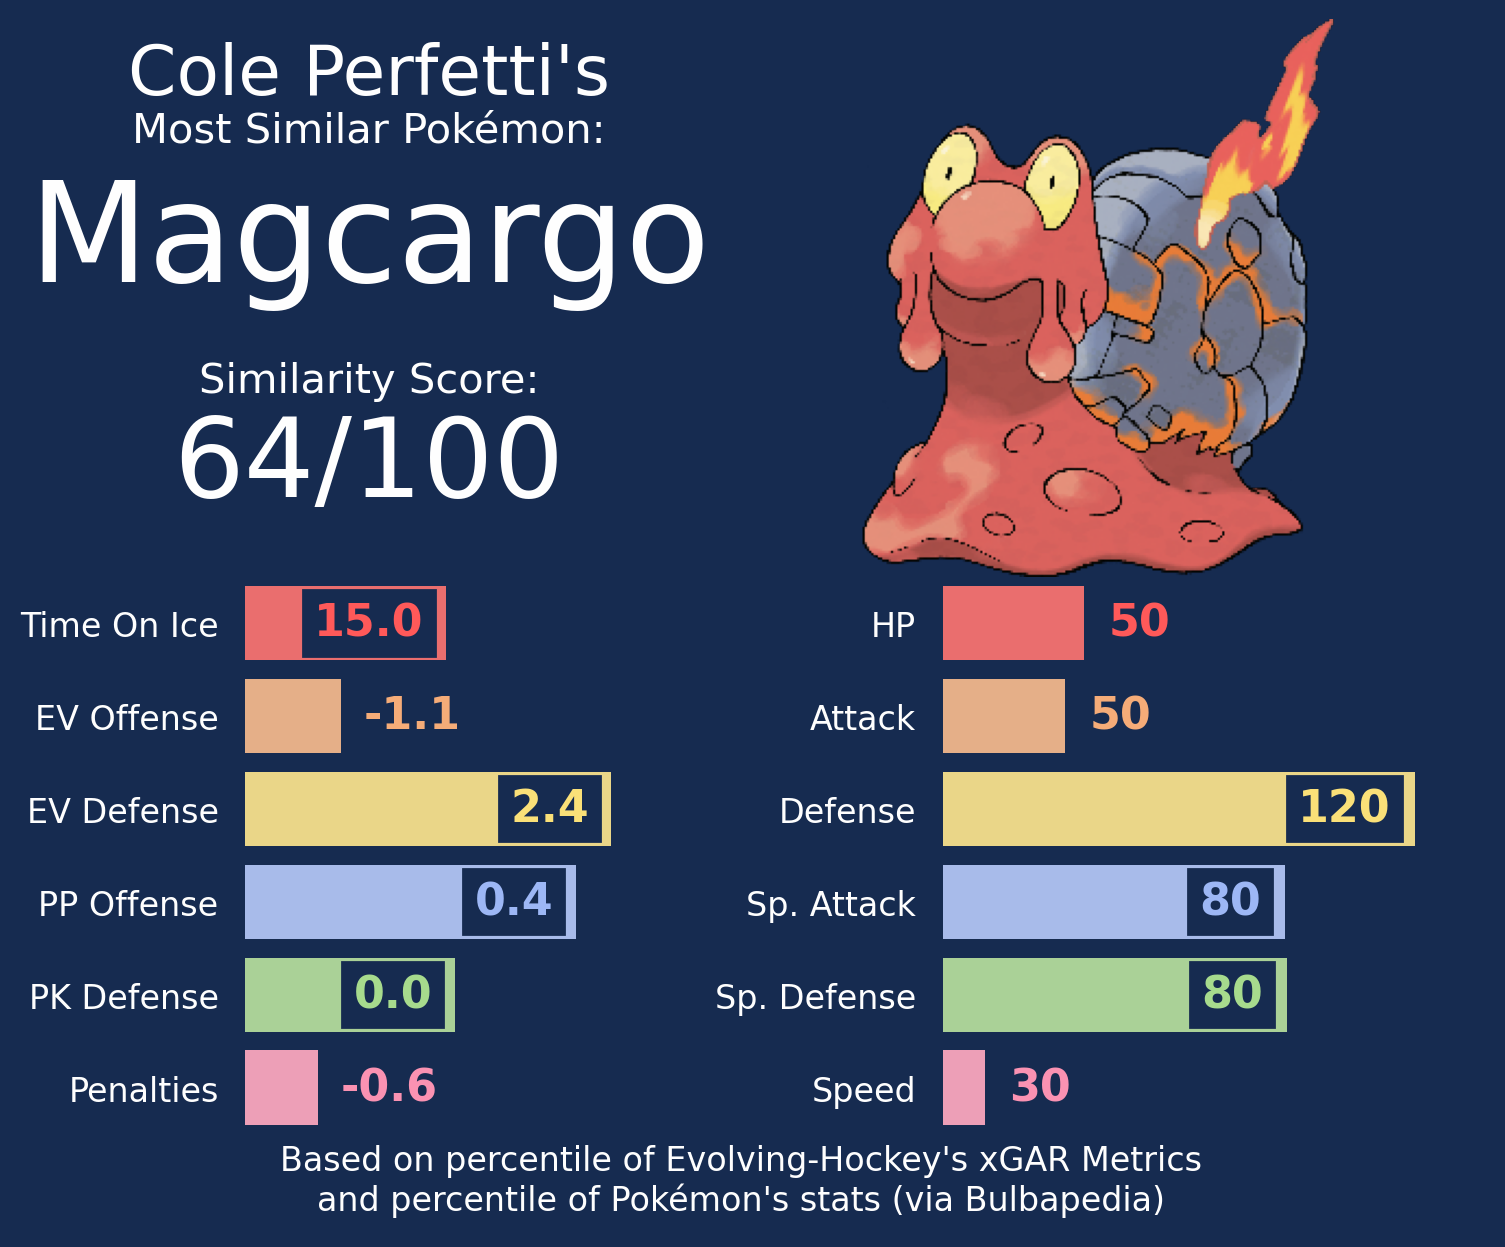 Cole Perfetti's
Most Similar Pokémon:
Magcargo
Similarity Score:
64/100
Time On Ice 15.0
EV Offense -1.1
EV Defense 2.4
PP Offense 0.4
PK Defense 0.0
Penalties -0.6
HP 50
Attack 50
Defense 120
Sp. Attack 80
Sp. Defense 80
Speed 30
Based on percentile of Evolving-Hockey's xGAR Metrics
and percentile of Pokémon's stats (via Bulbapedia)